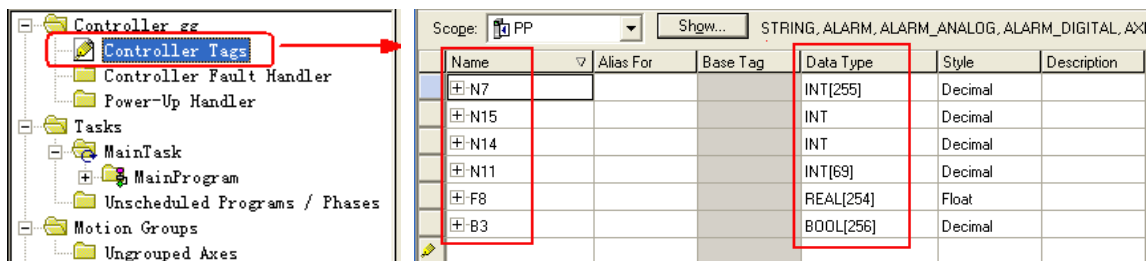 Controller gg
Controller Tags
Controller Fault Handler
Power-Up Handler
Tasks
MainTask
MainProgram
Unscheduled Programs / Phases
Motion Groups
Ungrouped Axes
Scope: PP Show... STRING, ALARM, ALARM_ANALOG, ALARM_DIGITAL, AXI
Name Alias For Base Tag Data Type Style Description
N7 INT[255] Decimal
N15 INT Decimal
N14 INT Decimal
N11 INT[69] Decimal
F8 REAL[254] Float
B3 BOOL[256] Decimal